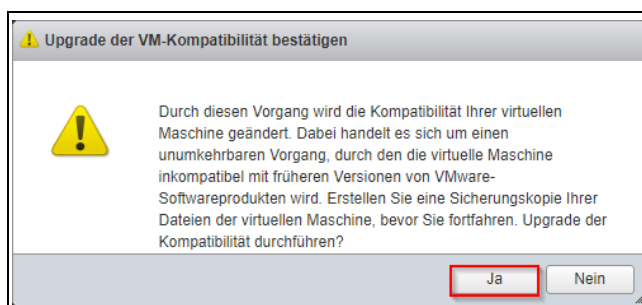 Upgrade der VM-Kompatibilität bestätigen
Durch diesen Vorgang wird die Kompatibilität Ihrer virtuellen
Maschine geändert. Dabei handelt es sich um einen
unumkehrbaren Vorgang, durch den die virtuelle Maschine
inkompatibel mit früheren Versionen von VMware-
Softwareprodukten wird. Erstellen Sie eine Sicherungskopie Ihrer
Dateien der virtuellen Maschine, bevor Sie fortfahren. Upgrade der
Kompatibilität durchführen?
Ja Nein